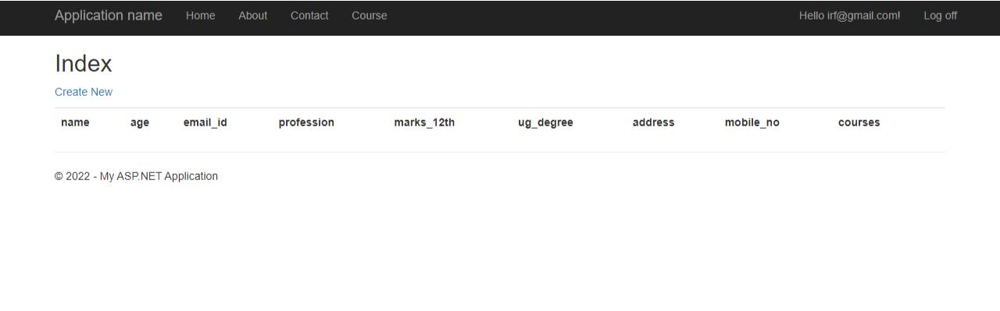 Application name Home About Contact Course Hello irf@gmail.com! Log off
Index
Create New
name age email_id profession marks_12th ug_degree address mobile_no courses
© 2022 - My ASP.NET Application